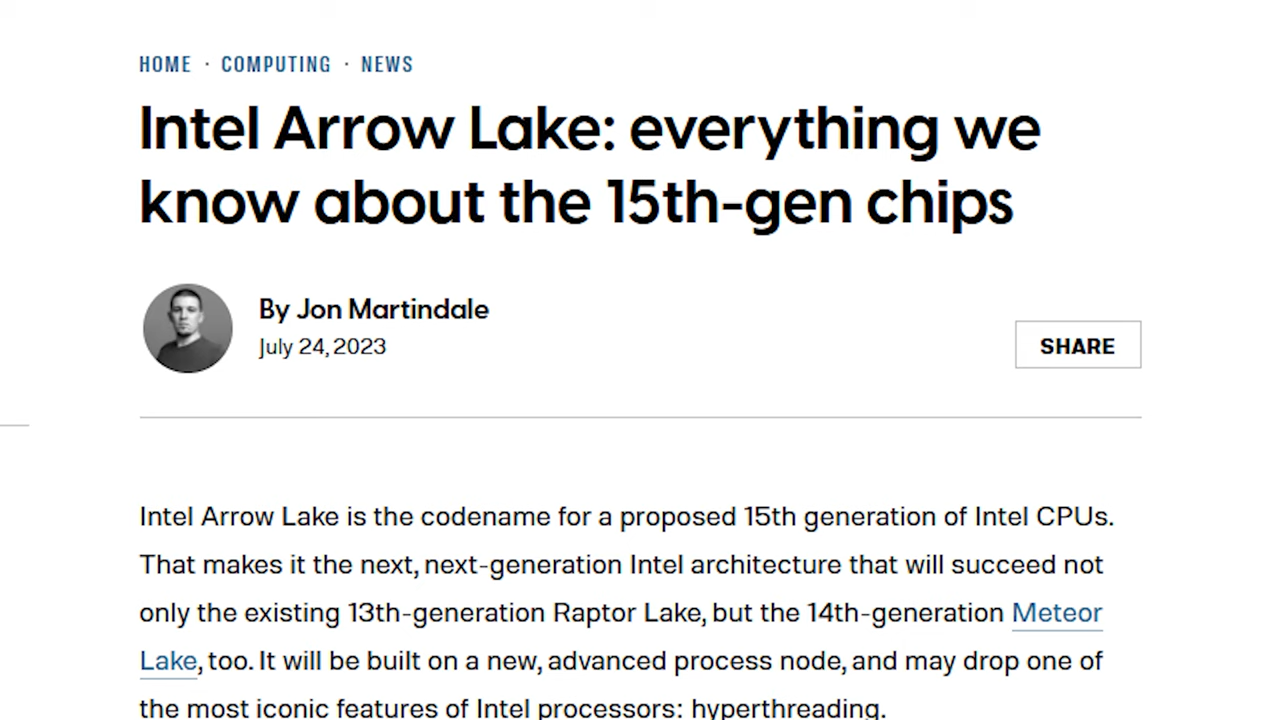 HOME · COMPUTING · NEWS
Intel Arrow Lake: everything we
know about the 15th-gen chips
By Jon Martindale
July 24, 2023
SHARE
Intel Arrow Lake is the codename for a proposed 15th generation of Intel CPUs.
That makes it the next, next-generation Intel architecture that will succeed not
only the existing 13th-generation Raptor Lake, but the 14th-generation Meteor
Lake, too. It will be built on a new, advanced process node, and may drop one of
the most iconic features of Intel processors: hyperthreading.